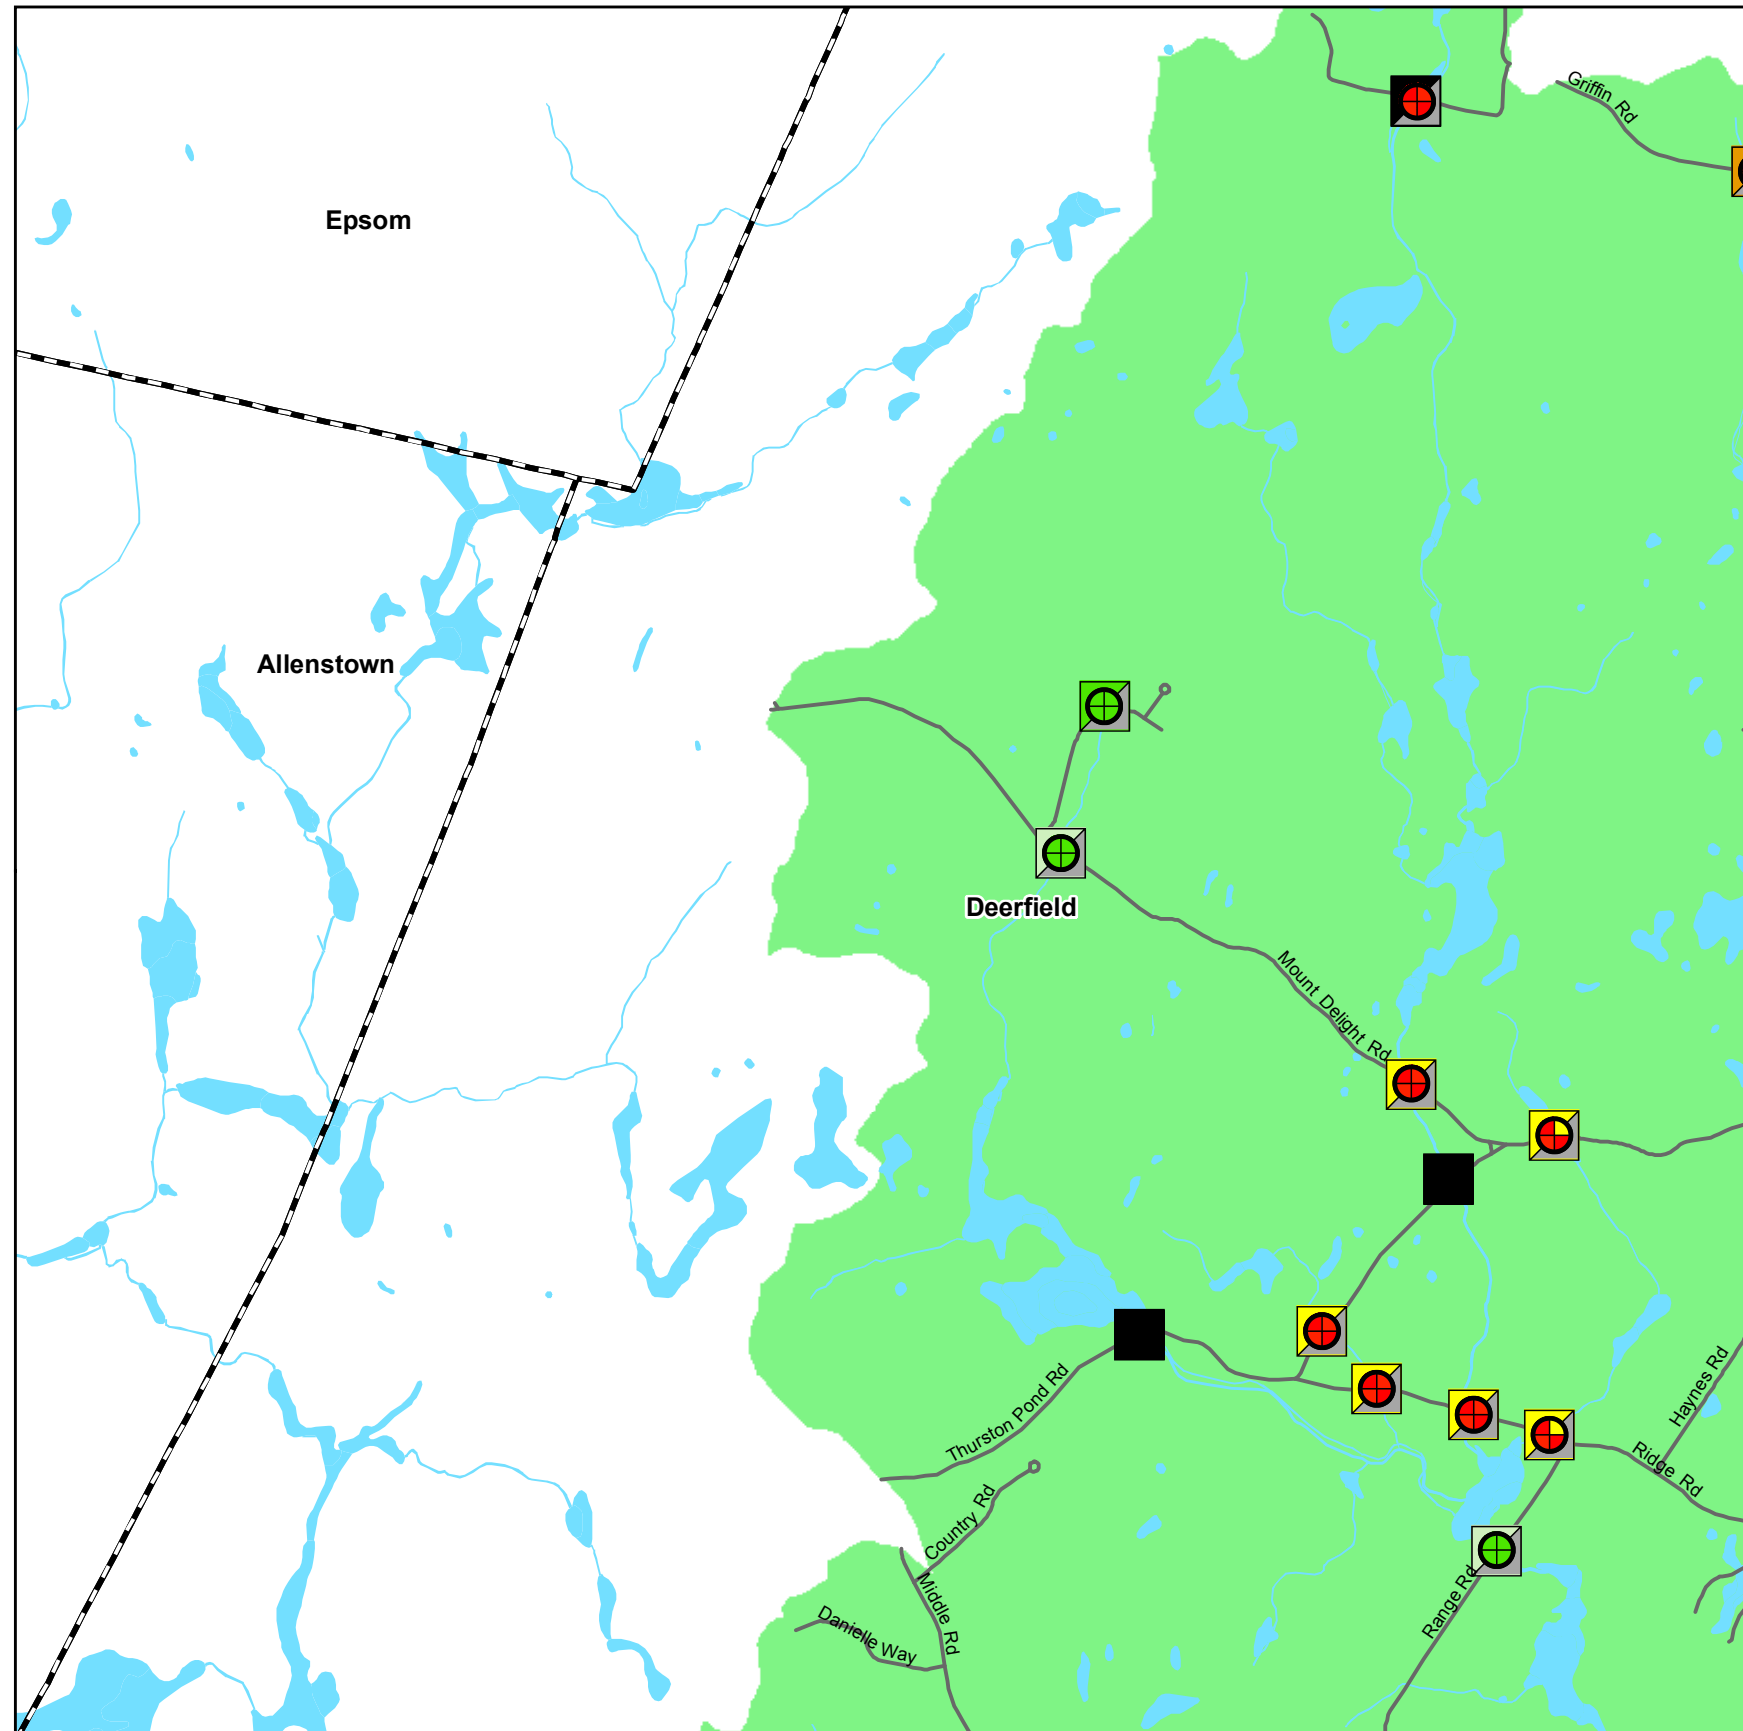 Griffin Rd
Epsom
Allenstown
Deerfield
Mount Delight Rd
Haynes Rd
Thurston Pond Rd
Ridge Rd
Country Rd
Middle Rd
Range Rd
Danielle Way